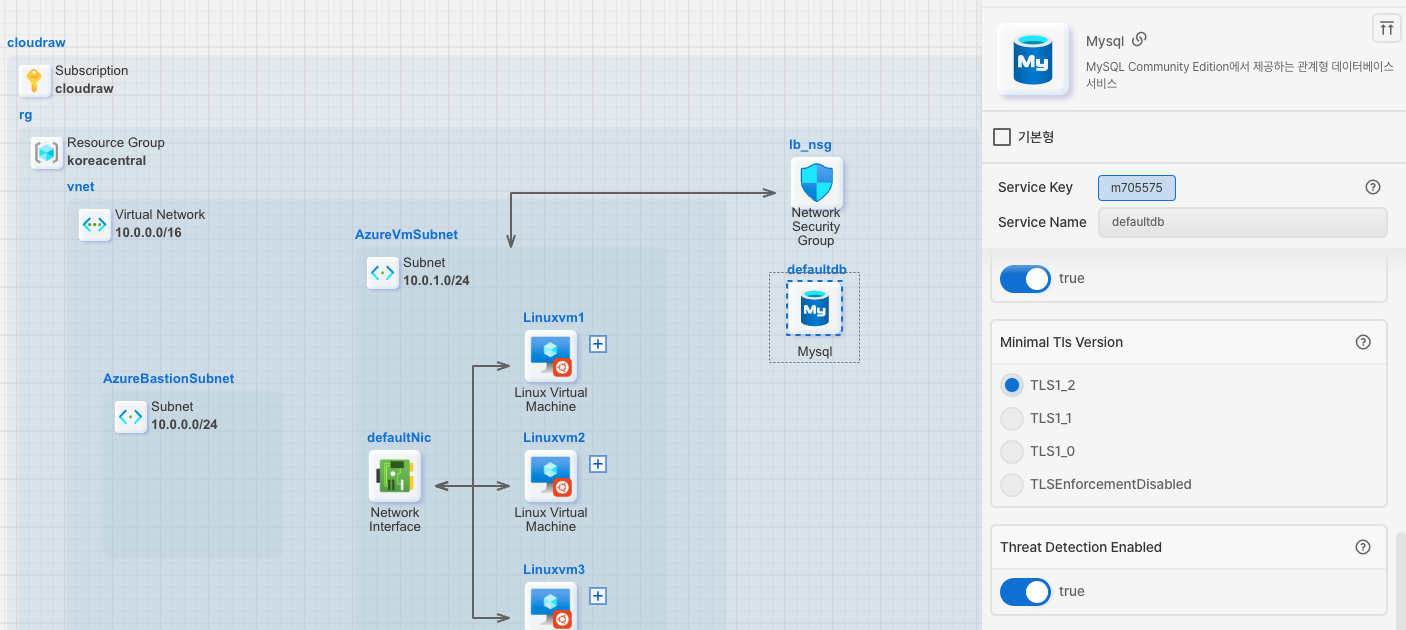 cloudraw
Subscription
cloudraw
rg
Resource Group
koreacentral
vnet
Virtual Network
10.0.0.0/16
AzureVmSubnet
Subnet
10.0.1.0/24
AzureBastionSubnet
Subnet
10.0.0.0/24
defaultNic
Network
Interface
Linuxvm1
Linux Virtual
Machine
Linuxvm2
Linux Virtual
Machine
Linuxvm3
lb_nsg
Network
Security
Group
defaultdb
My
Mysql
My
Mysql
MySQL Community Edition에서 제공하는 관계형 데이터베이스
서비스
기본형
Service Key
m705575
?
Service Name
defaultdb
true
Minimal Tls Version
?
TLS1_2
TLS1_1
TLS1_0
TLSEnforcementDisabled
Threat Detection Enabled
?
true